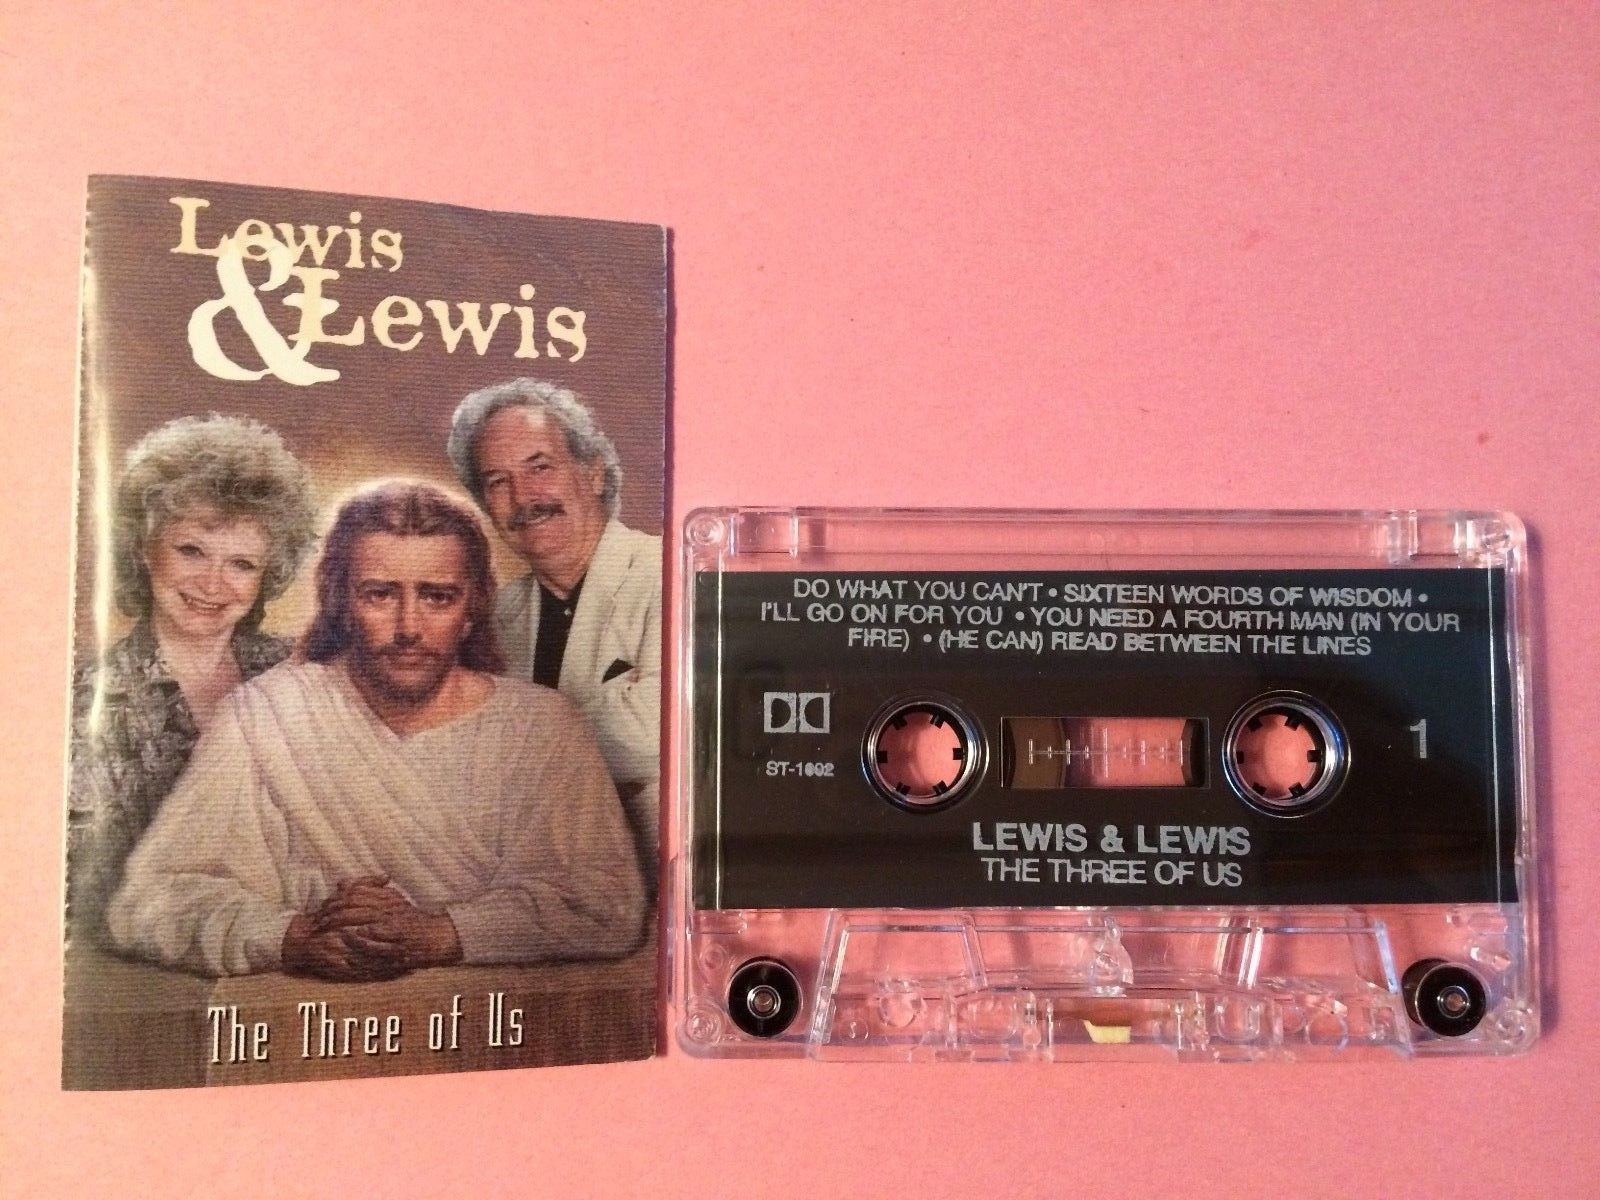 Lewis
& Lewis
The Three of Us
DO WHAT YOU CAN'T • SIXTEEN WORDS OF WISDOM •
I'LL GO ON FOR YOU • YOU NEED A FOURTH MAN (IN YOUR
FIRE) • (HE CAN) READ BETWEEN THE LINES
1
LEWIS & LEWIS
THE THREE OF US